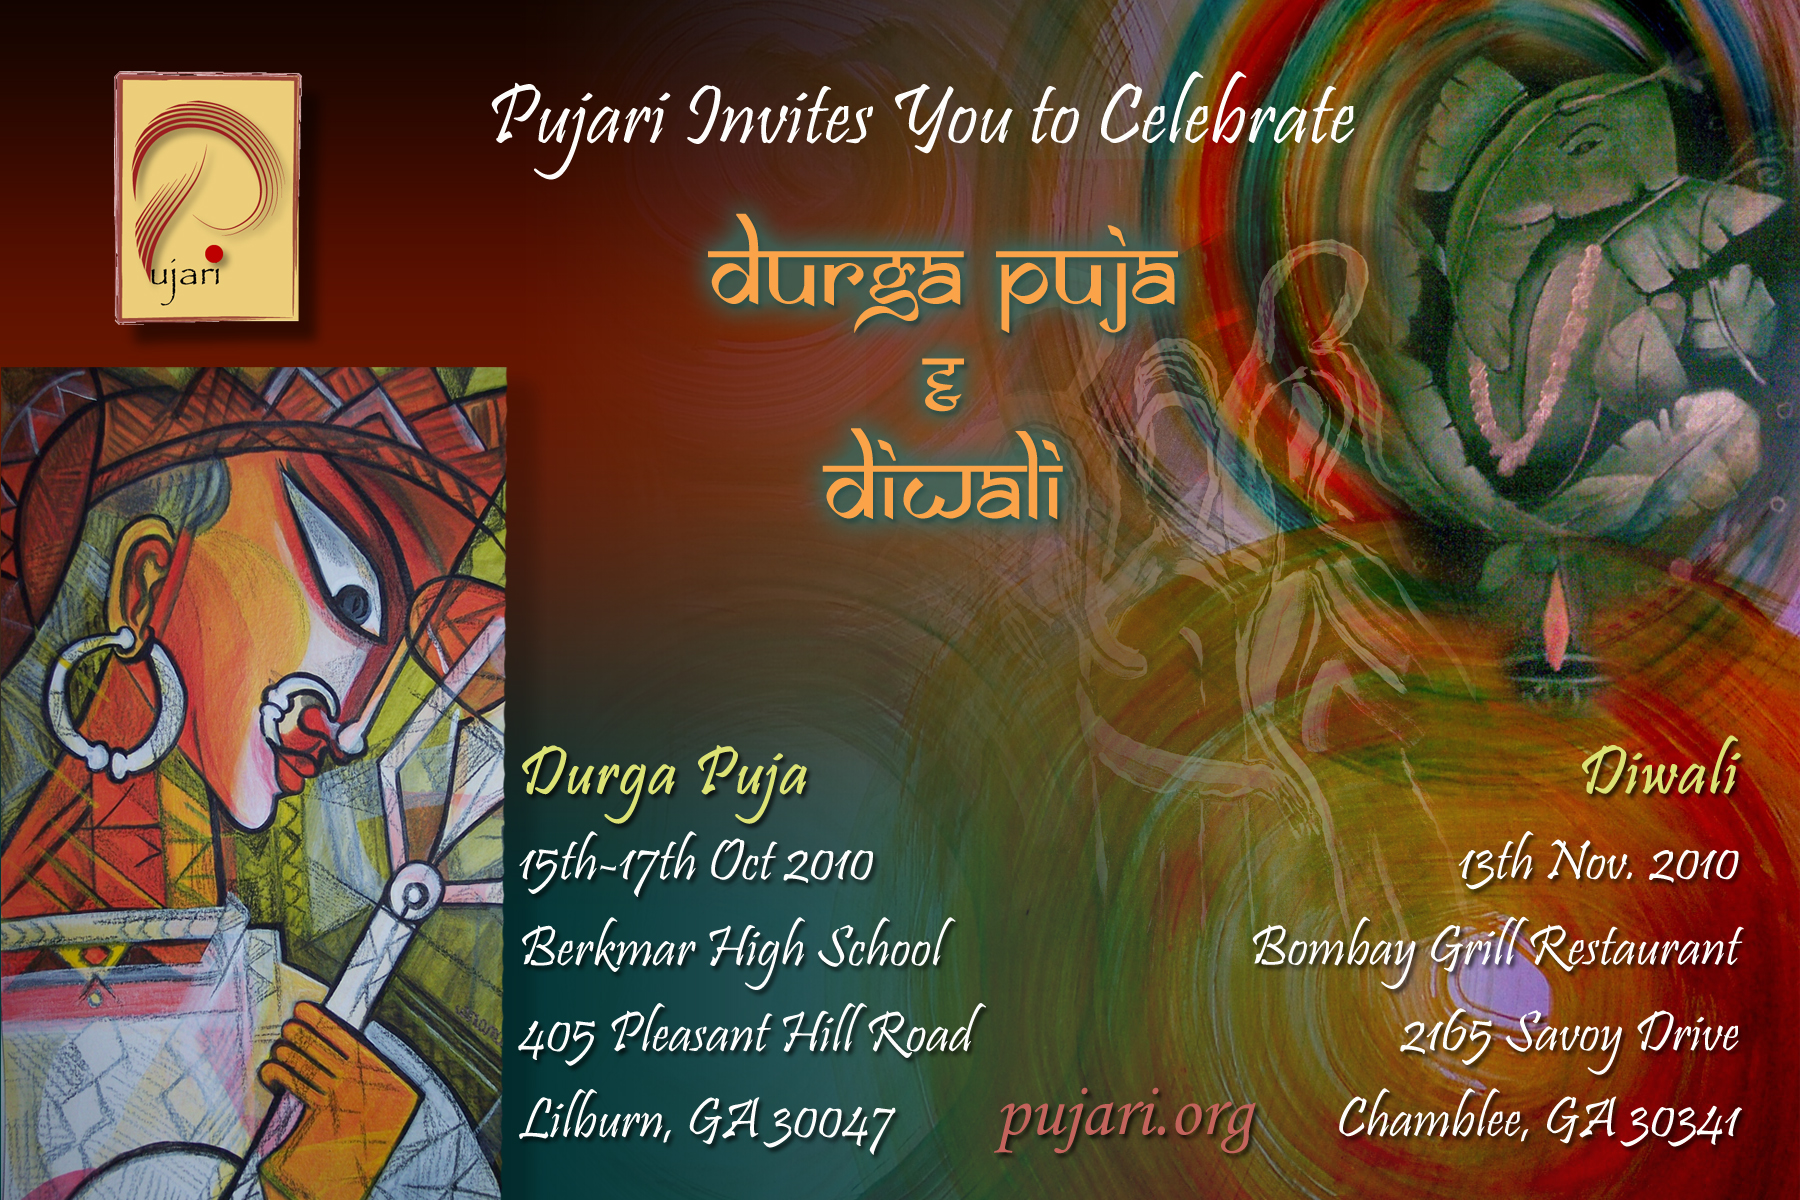 Pujari Invites You to Celebrate
ujari
durga puja
&
diwali
Durga Puja
15th-17th Oct 2010
Berkmar High School
405 Pleasant Hill Road
Lilburn, GA 30047
Diwali
13th Nov. 2010
Bombay Grill Restaurant
2165 Savoy Drive
Chamblee, GA 30341
pujari.org